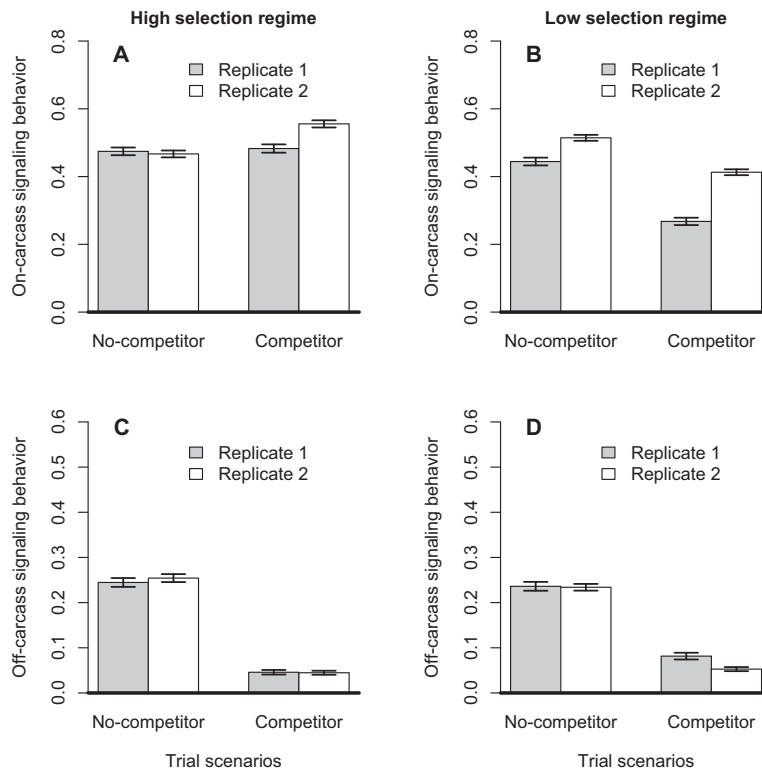 High selection regime
Low selection regime
A
Replicate 1
Replicate 2
On-carcass signaling behavior
0.0 0.2 0.4 0.6 0.8
No-competitor Competitor
B
Replicate 1
Replicate 2
On-carcass signaling behavior
0.0 0.2 0.4 0.6 0.8
No-competitor Competitor
C
Replicate 1
Replicate 2
Off-carcass signaling behavior
0.0 0.1 0.2 0.3 0.4 0.5 0.6
No-competitor Competitor
Trial scenarios
D
Replicate 1
Replicate 2
Off-carcass signaling behavior
0.0 0.1 0.2 0.3 0.4 0.5 0.6
No-competitor Competitor
Trial scenarios